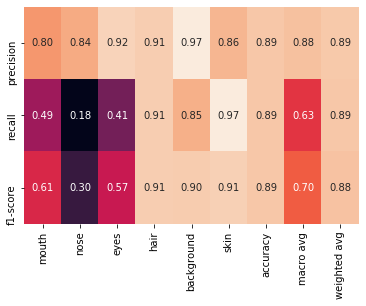 precision 0.80 0.84 0.92 0.91 0.97 0.86 0.89 0.88 0.89
recall 0.49 0.18 0.41 0.91 0.85 0.97 0.89 0.63 0.89
f1-score 0.61 0.30 0.57 0.91 0.90 0.91 0.89 0.70 0.88
mouth nose eyes hair background skin accuracy macro avg weighted avg